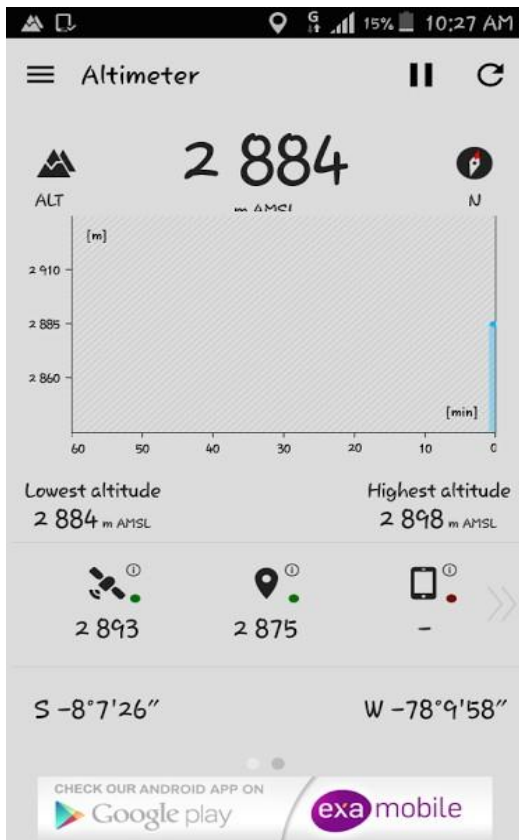 G 15% 10:27 AM
Altimeter
2 884
ALT
m AMSL
N
[m]
2 910
2 885
2 860
[min]
60 50 40 30 20 10 0
Lowest altitude Highest altitude
2 884 m AMSL 2 898 m AMSL
2 893 2 875 -
S -8°7'26" W -78°9'58"
CHECK OUR ANDROID APP ON
Google play
exa mobile